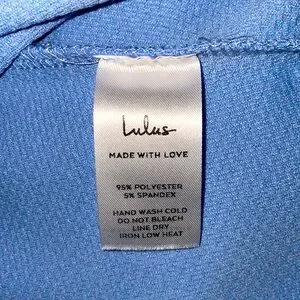 Lulus
MADE WITH LOVE
95% POLYESTER
5% SPANDEX
HAND WASH COLD
DO NOT BLEACH
LINE DRY
IRON LOW HEAT